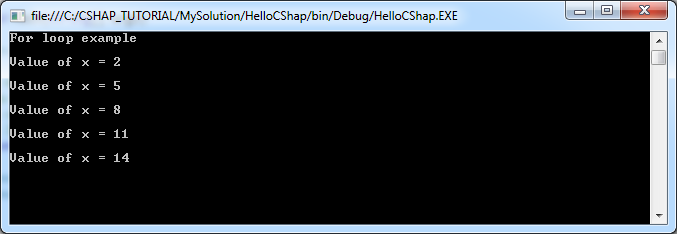 file:///C:/CSHAP_TUTORIAL/MySolution/HelloCShap/bin/Debug/HelloCShap.EXE
For loop example
Value of x = 2
Value of x = 5
Value of x = 8
Value of x = 11
Value of x = 14